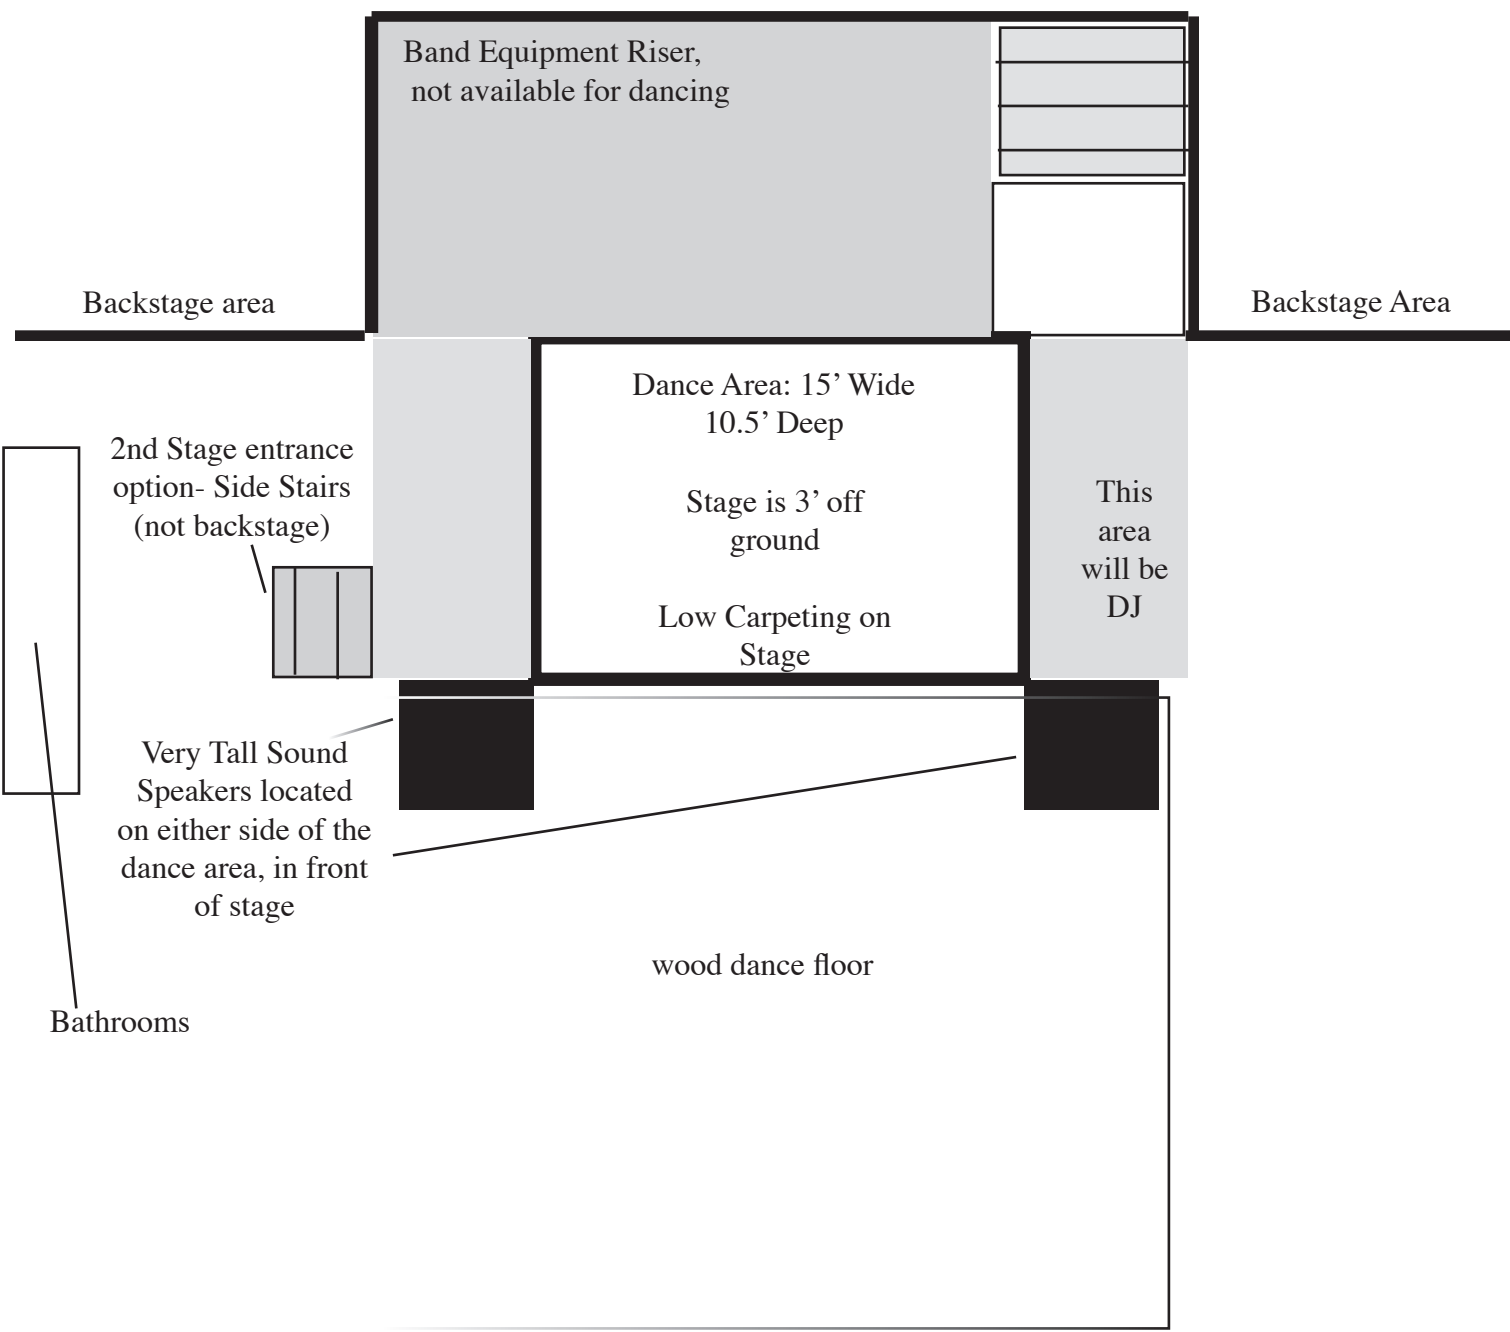 Band Equipment Riser,
not available for dancing
Backstage area
Backstage Area
Dance Area: 15’ Wide
10.5’ Deep
Stage is 3’ off
ground
Low Carpeting on
Stage
2nd Stage entrance
option- Side Stairs
(not backstage)
This
area
will be
DJ
Very Tall Sound
Speakers located
on either side of the
dance area, in front
of stage
wood dance floor
Bathrooms